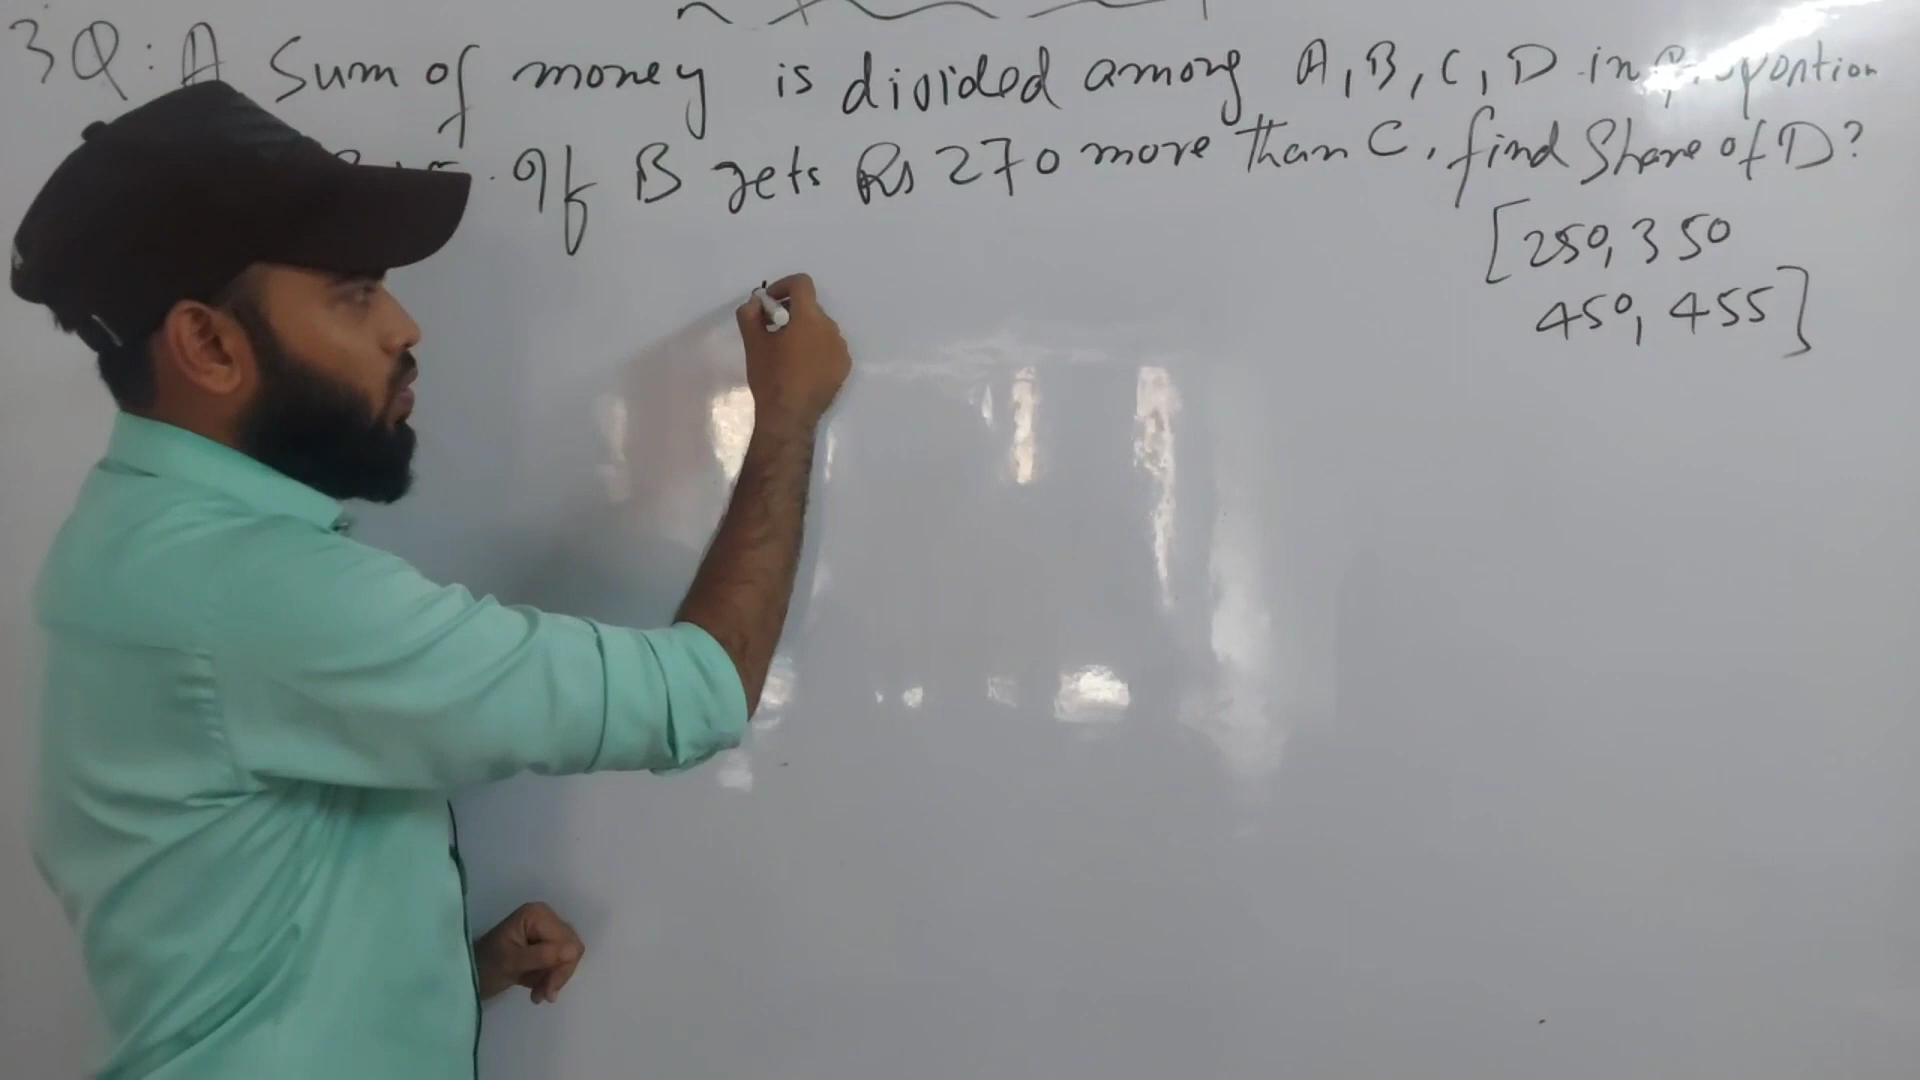 3Q: A Sum of money is divided among A, B, C, D in
. If B gets Rs 270 more than C, find Share of D?
[250, 350
450, 455]